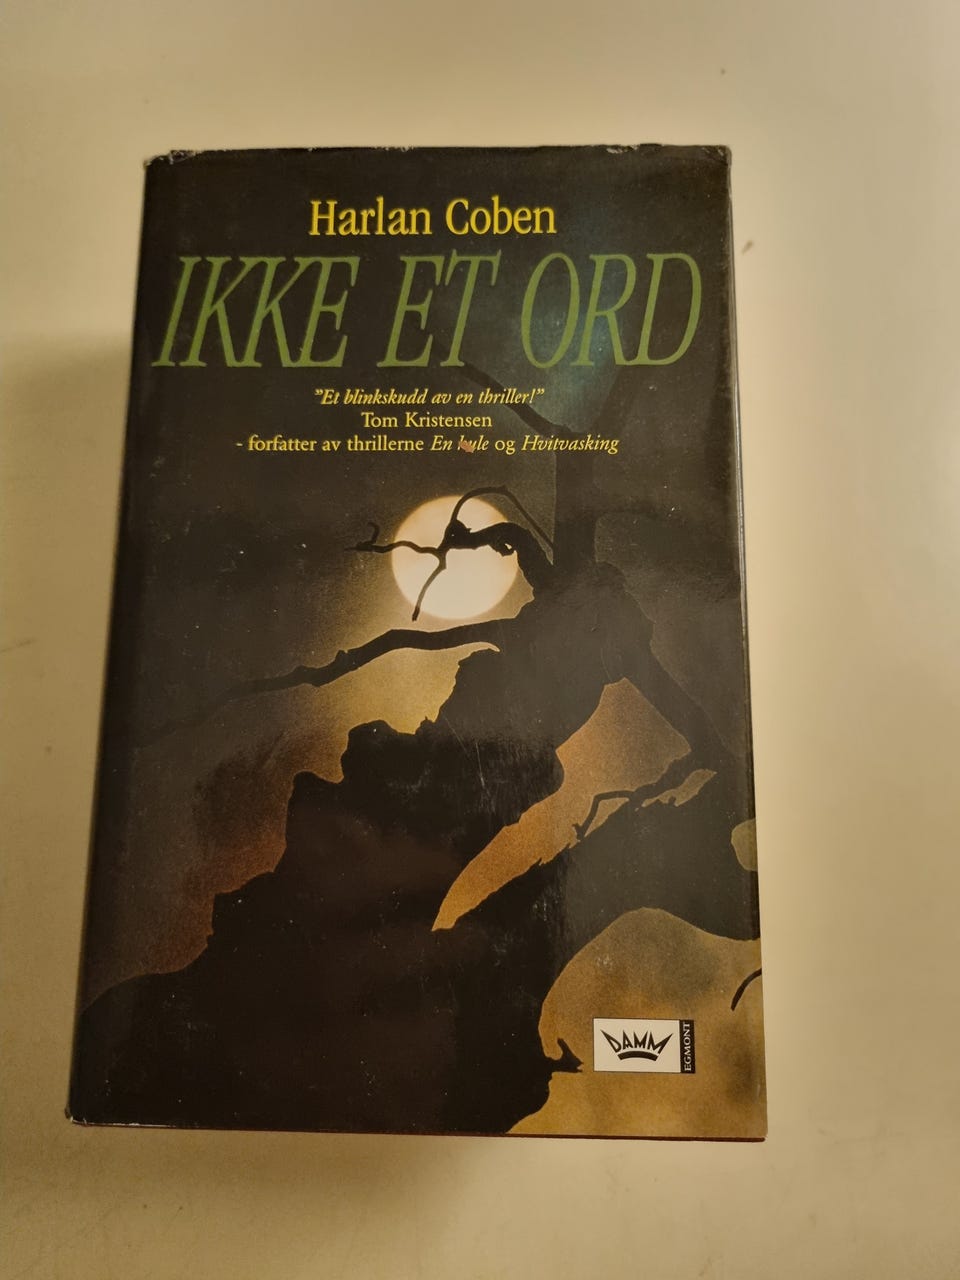 Harlan Coben
IKKE ET ORD
"Et blinkskudd av en thriller!"
Tom Kristensen
- forfatter av thrillerne En kule og Hvitvasking
DAMM
EGMONT